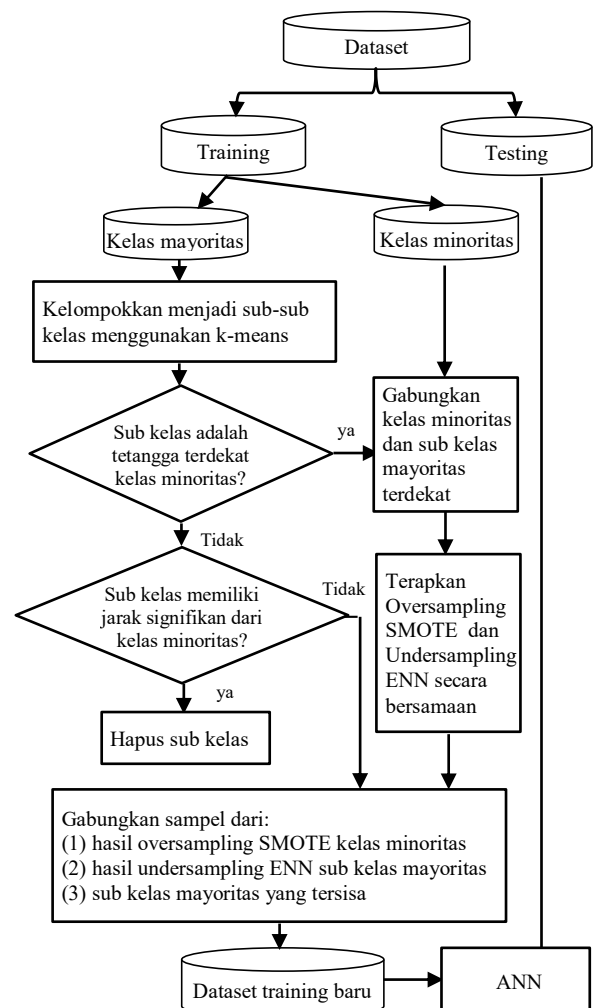 Dataset
Training
Testing
Kelas mayoritas
Kelas minoritas
Kelompokkan menjadi sub-sub
kelas menggunakan k-means
Sub kelas adalah
tetangga terdekat
kelas minoritas?
ya
Gabungkan
kelas minoritas
dan sub kelas
mayoritas
terdekat
Tidak
Sub kelas memiliki
jarak signifikan dari
kelas minoritas?
Tidak
Terapkan
Oversampling
SMOTE dan
Undersampling
ENN secara
bersamaan
ya
Hapus sub kelas
Gabungkan sampel dari:
(1) hasil oversampling SMOTE kelas minoritas
(2) hasil undersampling ENN sub kelas mayoritas
(3) sub kelas mayoritas yang tersisa
Dataset training baru
ANN